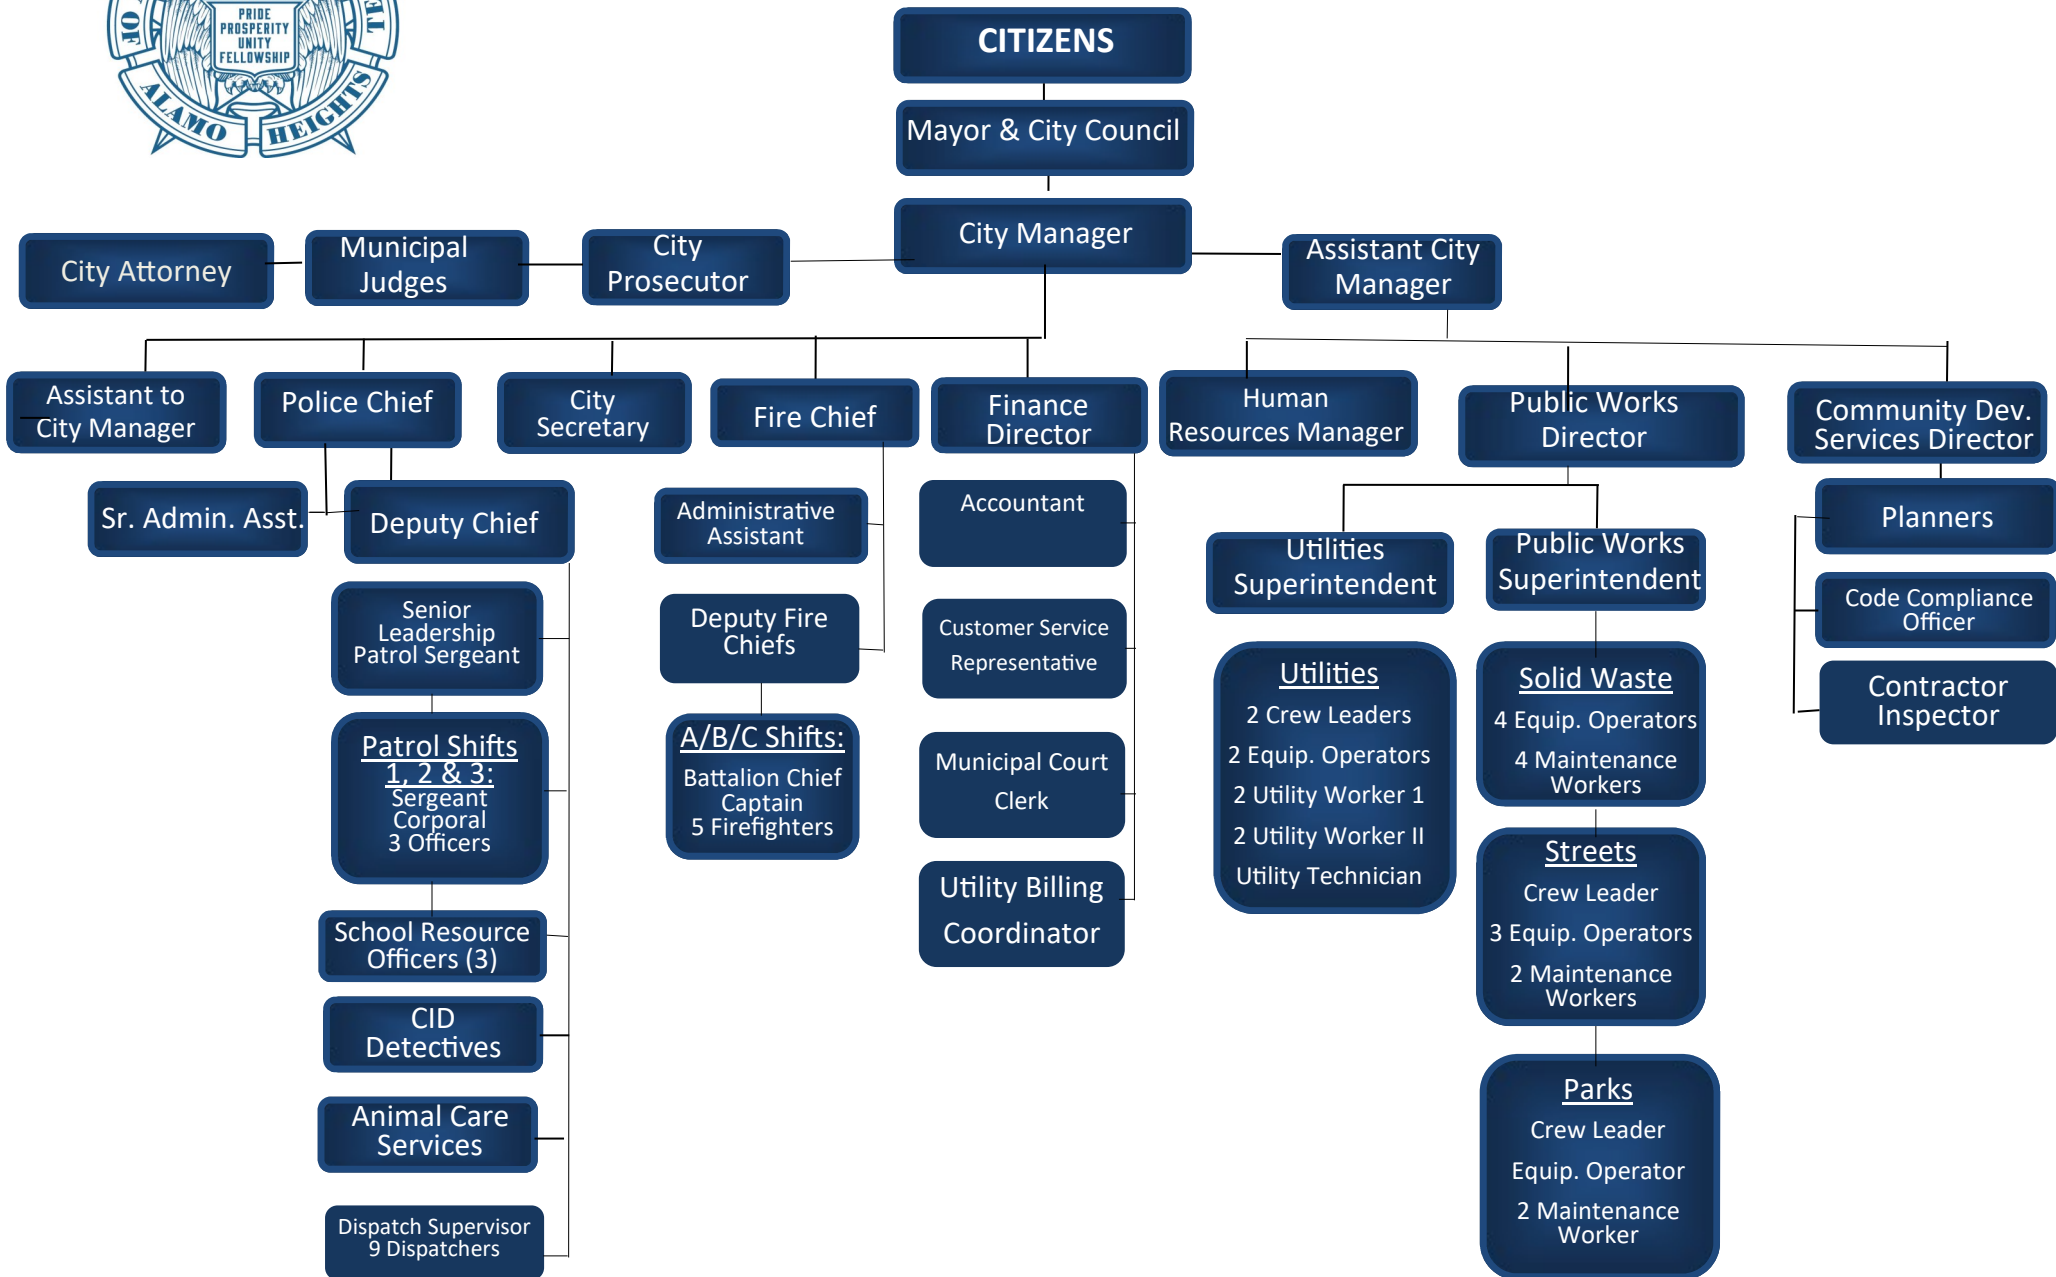 PRIDE
PROSPERITY
UNITY
FELLOWSHIP
ALAMO HEIGHTS
CITIZENS
Mayor & City Council
City Manager
City Attorney
Municipal
Judges
City
Prosecutor
Assistant City
Manager
Assistant to
City Manager
Police Chief
City
Secretary
Fire Chief
Finance
Director
Human
Resources Manager
Public Works
Director
Community Dev.
Services Director
Sr. Admin. Asst.
Deputy Chief
Senior
Leadership
Patrol Sergeant
Patrol Shifts
1, 2 & 3:
Sergeant
Corporal
3 Officers
School Resource
Officers (3)
CID
Detectives
Animal Care
Services
Dispatch Supervisor
9 Dispatchers
Administrative
Assistant
Deputy Fire
Chiefs
A/B/C Shifts:
Battalion Chief
Captain
5 Firefighters
Accountant
Customer Service
Representative
Municipal Court
Clerk
Utility Billing
Coordinator
Utilities
Superintendent
Utilities
2 Crew Leaders
2 Equip. Operators
2 Utility Worker 1
2 Utility Worker II
Utility Technician
Public Works
Superintendent
Solid Waste
4 Equip. Operators
4 Maintenance
Workers
Streets
Crew Leader
3 Equip. Operators
2 Maintenance
Workers
Parks
Crew Leader
Equip. Operator
2 Maintenance
Worker
Planners
Code Compliance
Officer
Contractor
Inspector